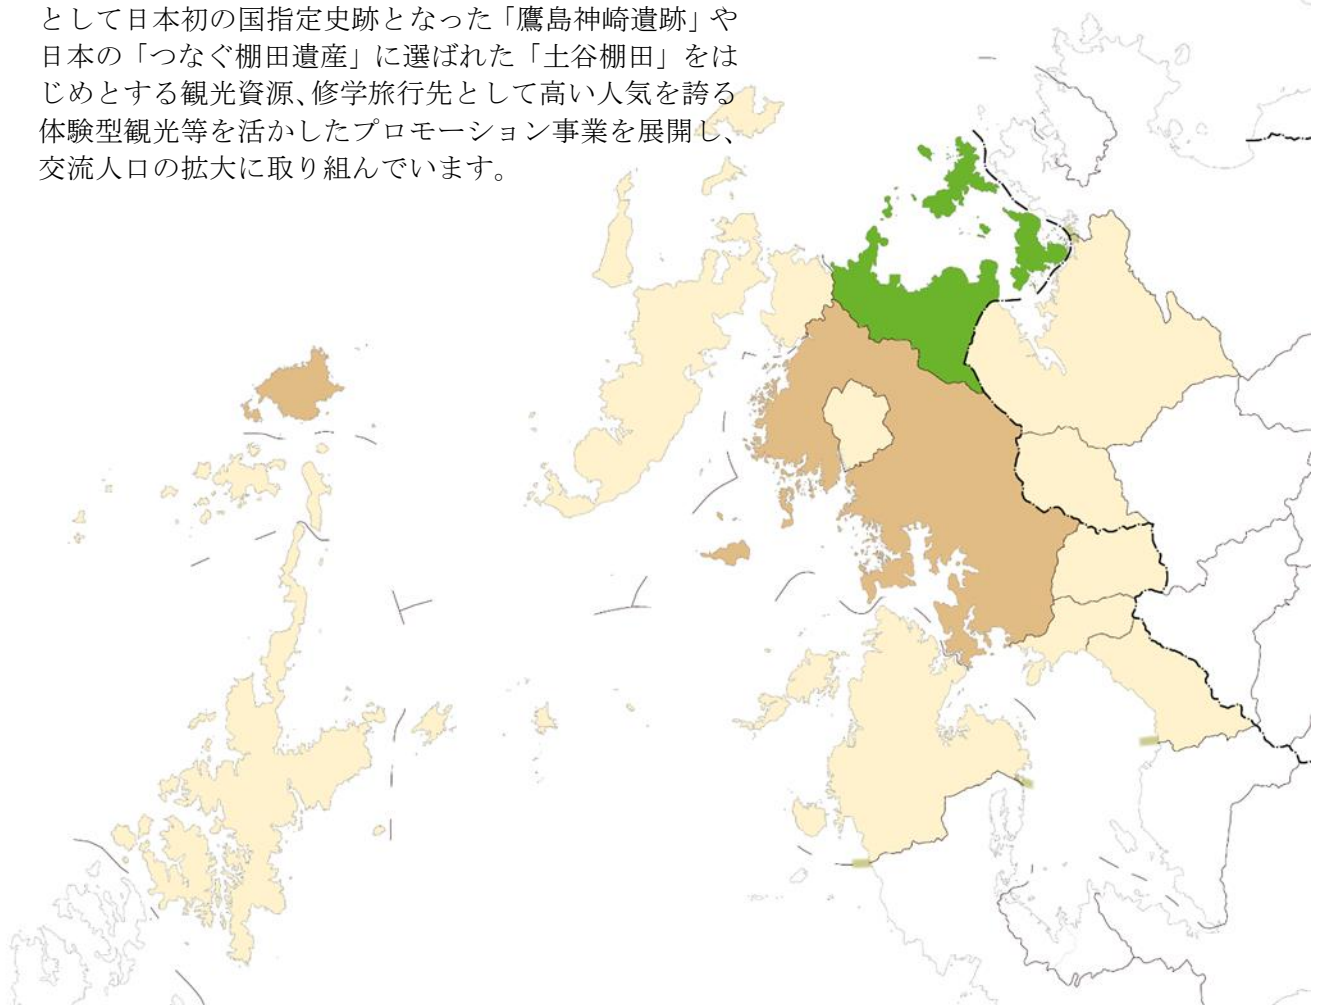 として日本初の国指定史跡となった「鷹島神崎遺跡」や
日本の「つなぐ棚田遺産」に選ばれた「土谷棚田」をは
じめとする観光資源、修学旅行先として高い人気を誇る
体験型観光等を活かしたプロモーション事業を展開し、
交流人口の拡大に取り組んでいます。